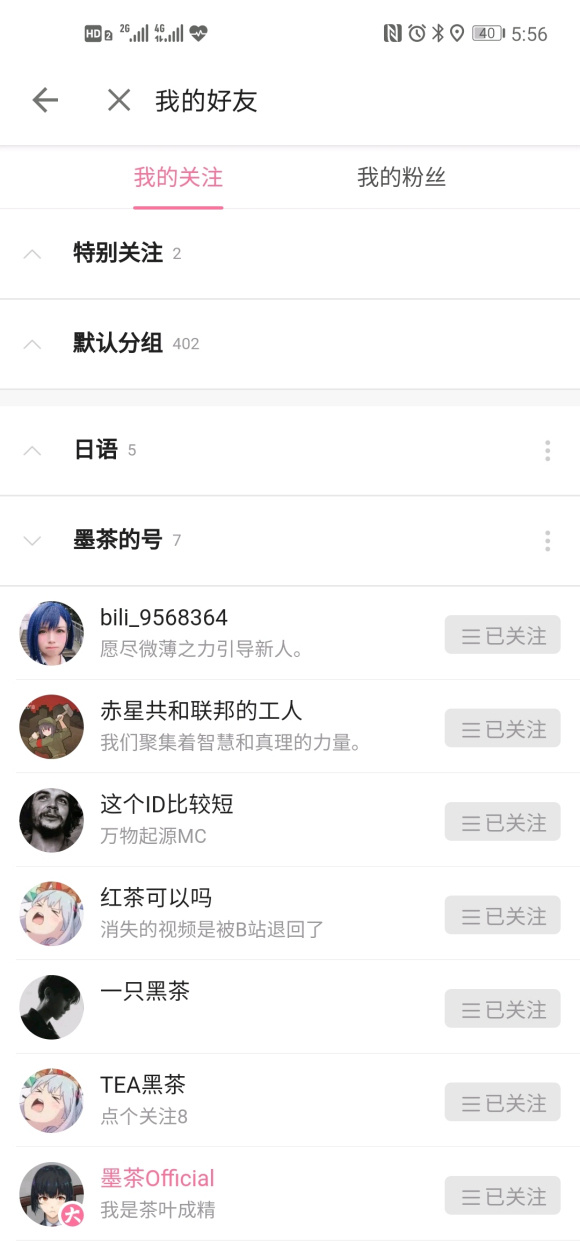 HD 2 2G 4G 40 5:56
我的好友
我的关注 我的粉丝
特别关注 2
默认分组 402
日语 5
墨茶的号 7
bili_9568364
愿尽微薄之力引导新人。
已关注
赤星共和联邦的工人
我们聚集着智慧和真理的力量。
已关注
这个ID比较短
万物起源MC
已关注
红茶可以吗
消失的视频是被B站退回了
已关注
一只黑茶
已关注
TEA黑茶
点个关注8
已关注
墨茶Official
我是茶叶成精
已关注
大